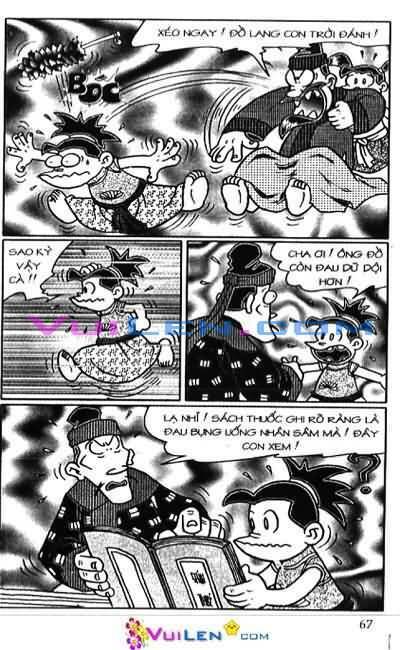 XÉO NGAY! ĐỒ LANG CON TRỜI ĐÁNH!
BỐC
SAO KỲ
VẬY
CÀ!!
CHA ƠI! ÔNG ĐỒ
CÒN ĐAU DỮ DỘI
HƠN!
VUILEN.COM
LẠ NHỈ! SÁCH THUỐC GHI RÕ RÀNG LÀ
ĐAU BỤNG UỐNG NHÂN SÂM MÀ! ĐÂY
CON XEM!
?
67
VUILEN.COM